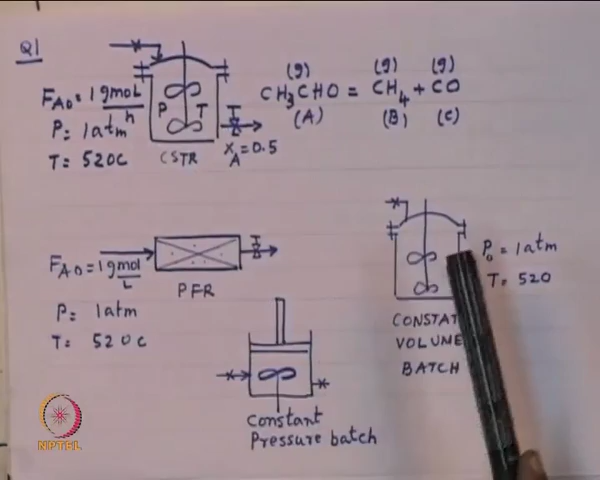 Q1
(g) (g) (g)
CH3CHO = CH4 + CO
(A) (B) (C)
FA0 = 1 gmol/h
P: 1 atm
T: 520C
P T
CSTR
XA = 0.5
FA0 = 1 gmol/L
P: 1 atm
T: 520C
PFR
P0 = 1 atm
T: 520
CONSTAT
VOLUME
BATCH
Constant
Pressure batch
NPTEL